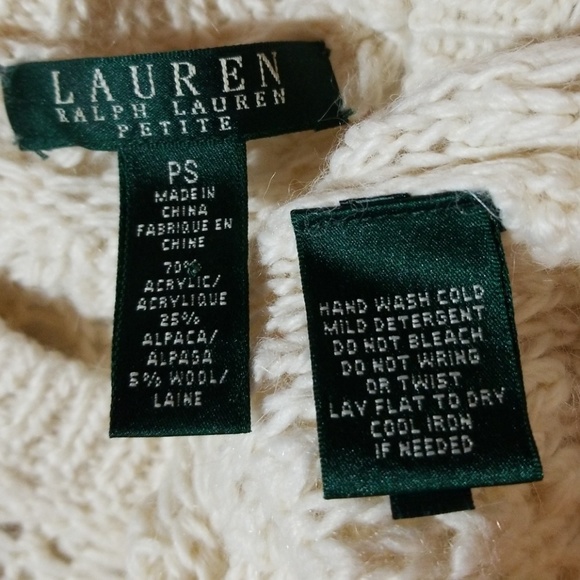 LAUREN
RALPH LAUREN
PETITE
PS
MADE IN
CHINA
FABRIQUE EN
CHINE
70%
ACRYLIC/
ACRYLIQUE
25%
ALPACA/
ALPAGA
5% WOOL/
LAINE
HAND WASH COLD
MILD DETERGENT
DO NOT BLEACH
DO NOT WRING
OR TWIST
LAY FLAT TO DRY
COOL IRON
IF NEEDED